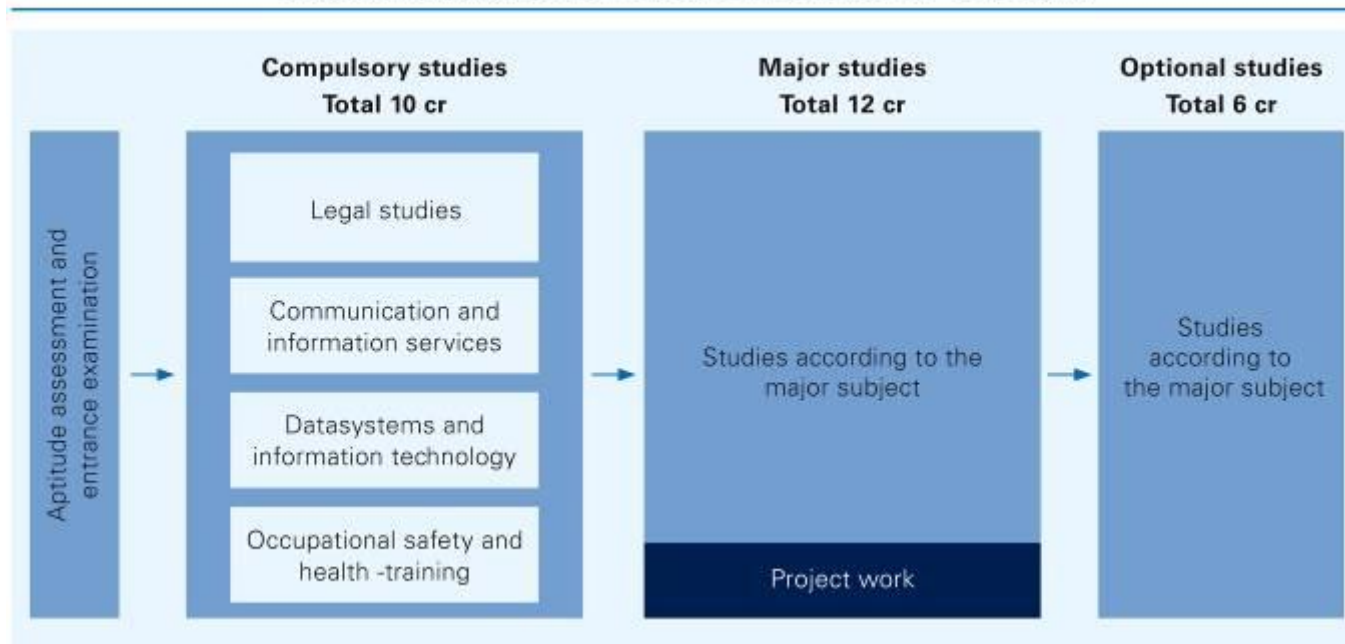 Compulsory studies
Total 10 cr
Major studies
Total 12 cr
Optional studies
Total 6 cr
Aptitude assessment and
entrance examination
Legal studies
Communication and
information services
Datasystems and
information technology
Occupational safety and
health -training
Studies according to the
major subject
Project work
Studies
according to
the major subject